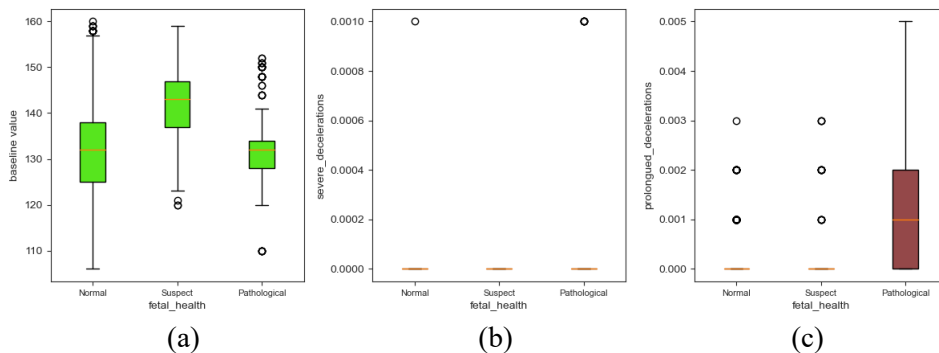 baseline value
160
150
140
130
120
110
Normal
Suspect
Pathological
fetal_health
(a)
severe_decelerations
0.0010
0.0008
0.0006
0.0004
0.0002
0.0000
Normal
Suspect
Pathological
fetal_health
(b)
prolongued_decelerations
0.005
0.004
0.003
0.002
0.001
0.000
Normal
Suspect
Pathological
fetal_health
(c)